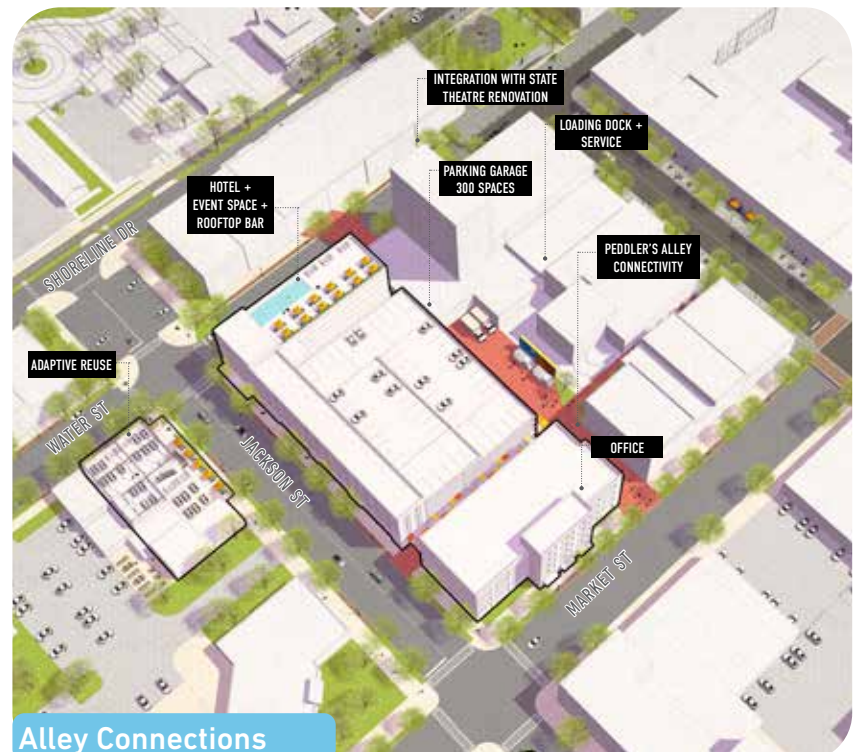 INTEGRATION WITH STATE
THEATRE RENOVATION
LOADING DOCK +
SERVICE
PARKING GARAGE
300 SPACES
HOTEL +
EVENT SPACE +
ROOFTOP BAR
PEDDLER'S ALLEY
CONNECTIVITY
SHORELINE DR
ADAPTIVE REUSE
WATER ST
JACKSON ST
OFFICE
MARKET ST
Alley Connections